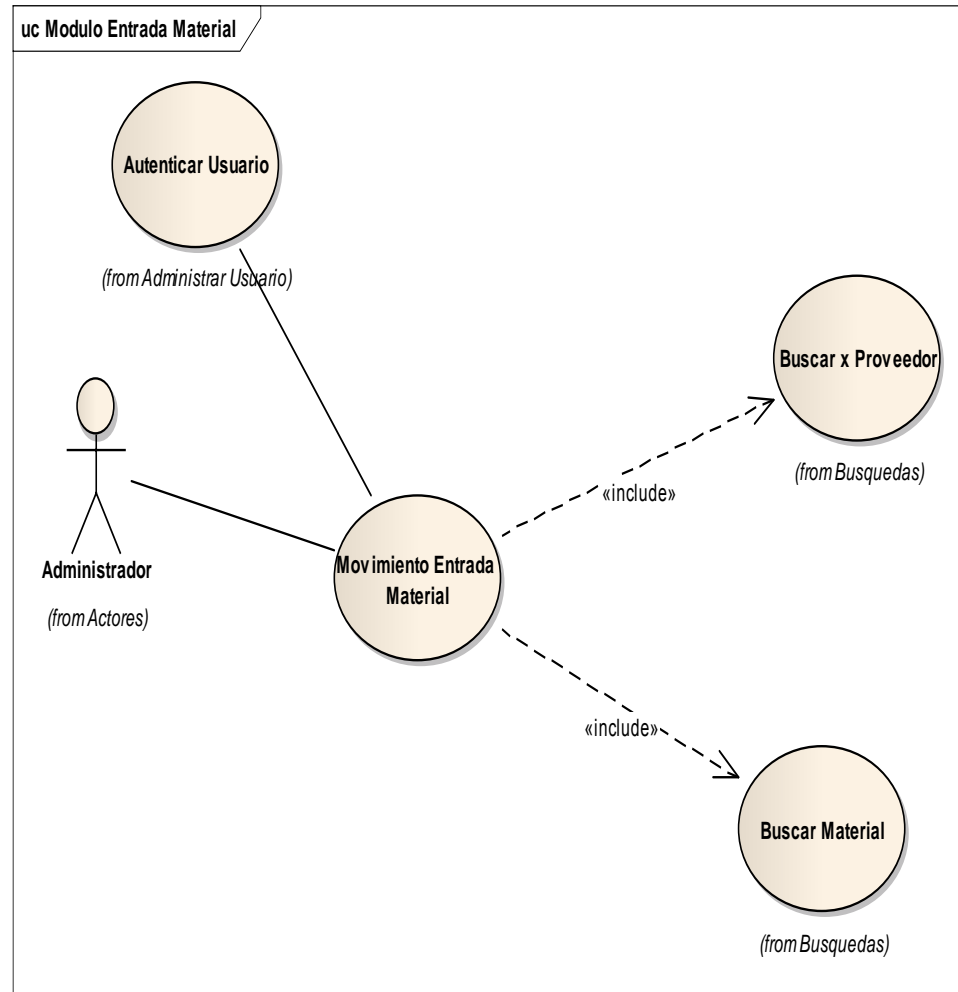 uc Modulo Entrada Material
Autenticar Usuario
(from Administrar Usuario)
Buscar x Proveedor
(from Busquedas)
«include»
Administrador
(from Actores)
Movimiento Entrada
Material
«include»
Buscar Material
(from Busquedas)